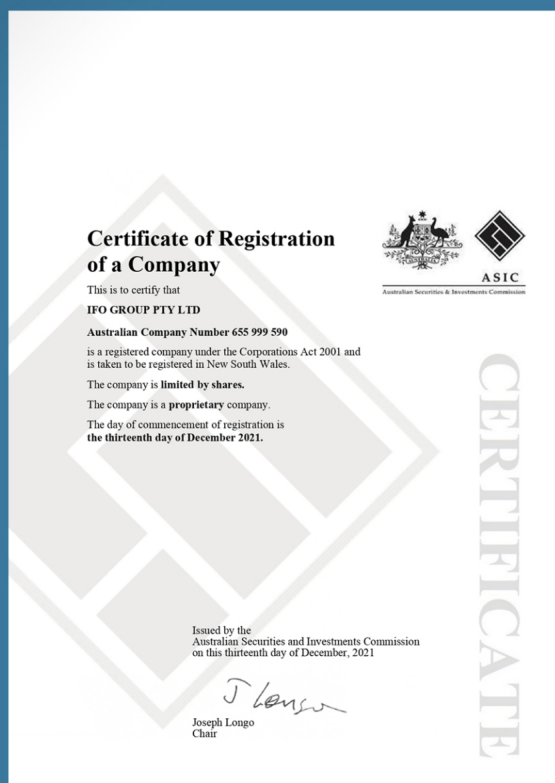 Certificate of Registration
of a Company
This is to certify that
IFO GROUP PTY LTD
Australian Company Number 655 999 590
is a registered company under the Corporations Act 2001 and
is taken to be registered in New South Wales.
The company is limited by shares.
The company is a proprietary company.
The day of commencement of registration is
the thirteenth day of December 2021.
ASIC
Australian Securities & Investments Commission
CERTIFICATE
Issued by the
Australian Securities and Investments Commission
on this thirteenth day of December, 2021
J Longo
Joseph Longo
Chair